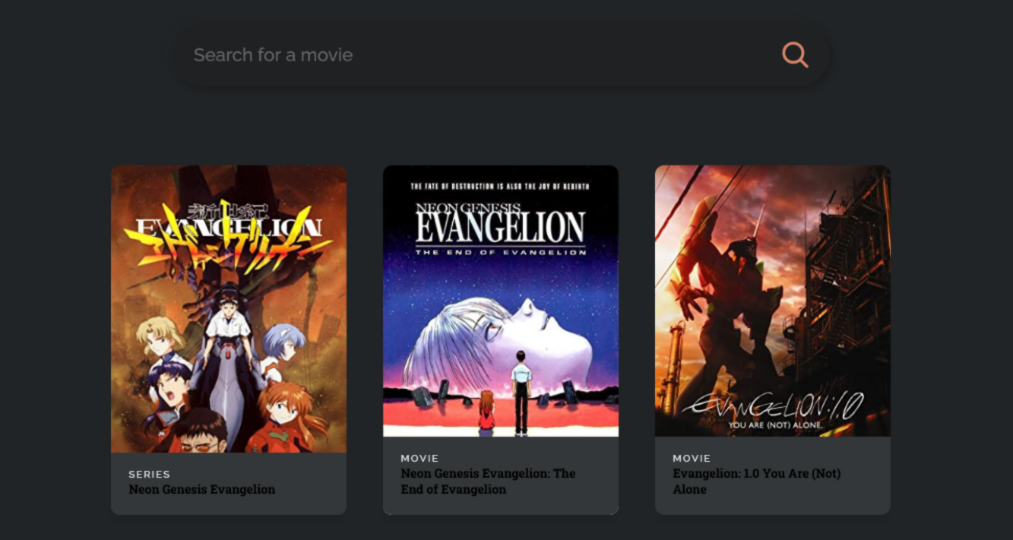 Search for a movie
新世紀
EVANGELION
エヴァンゲリオン
SERIES
Neon Genesis Evangelion
THE FATE OF DESTRUCTION IS ALSO THE JOY OF REBIRTH
NEON GENESIS
EVANGELION
THE END OF EVANGELION
MOVIE
Neon Genesis Evangelion: The
End of Evangelion
EVANGELION:1.0
YOU ARE (NOT) ALONE.
MOVIE
Evangelion: 1.0 You Are (Not)
Alone